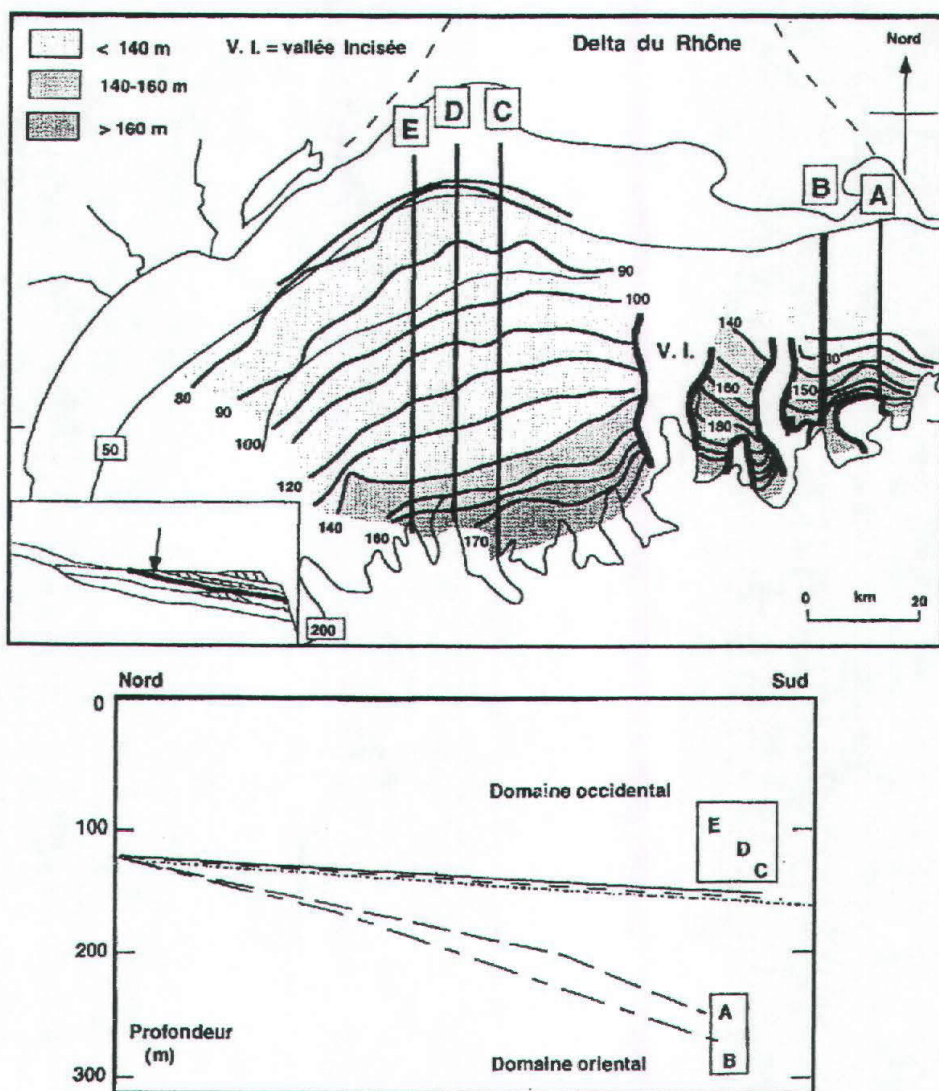 < 140 m
V. I. = vallée Incisée
Delta du Rhône
Nord
140-160 m
> 160 m
E
D
C
B
A
90
100
140
V. I.
160
150
180
80
90
50
100
120
140
160
170
200
0 km 20
Nord
Sud
0
Domaine occidental
100
E
D
C
200
A
B
Profondeur
(m)
Domaine oriental
300